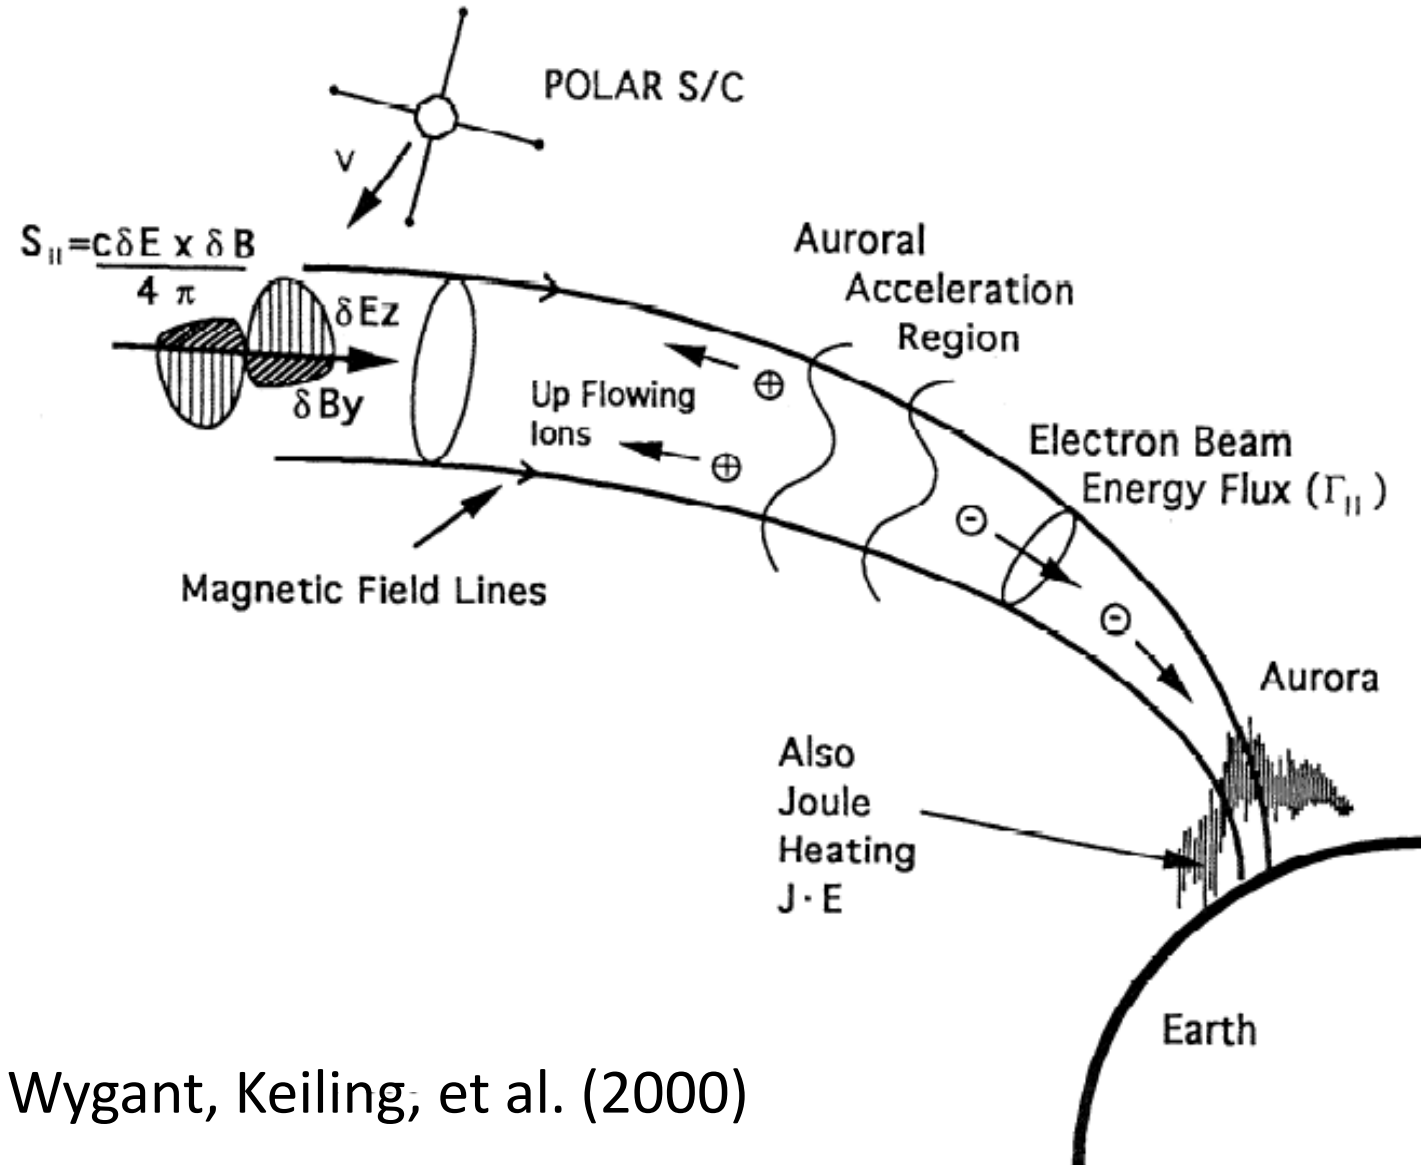 POLAR S/C
V
S||=cδE x δB
4 π
δEz
δBy
Auroral
Acceleration
Region
⊕
Up Flowing
Ions
⊕
Electron Beam
Energy Flux (Γ||)
⊖
⊖
Magnetic Field Lines
Aurora
Also
Joule
Heating
J·E
Earth
Wygant, Keiling, et al. (2000)